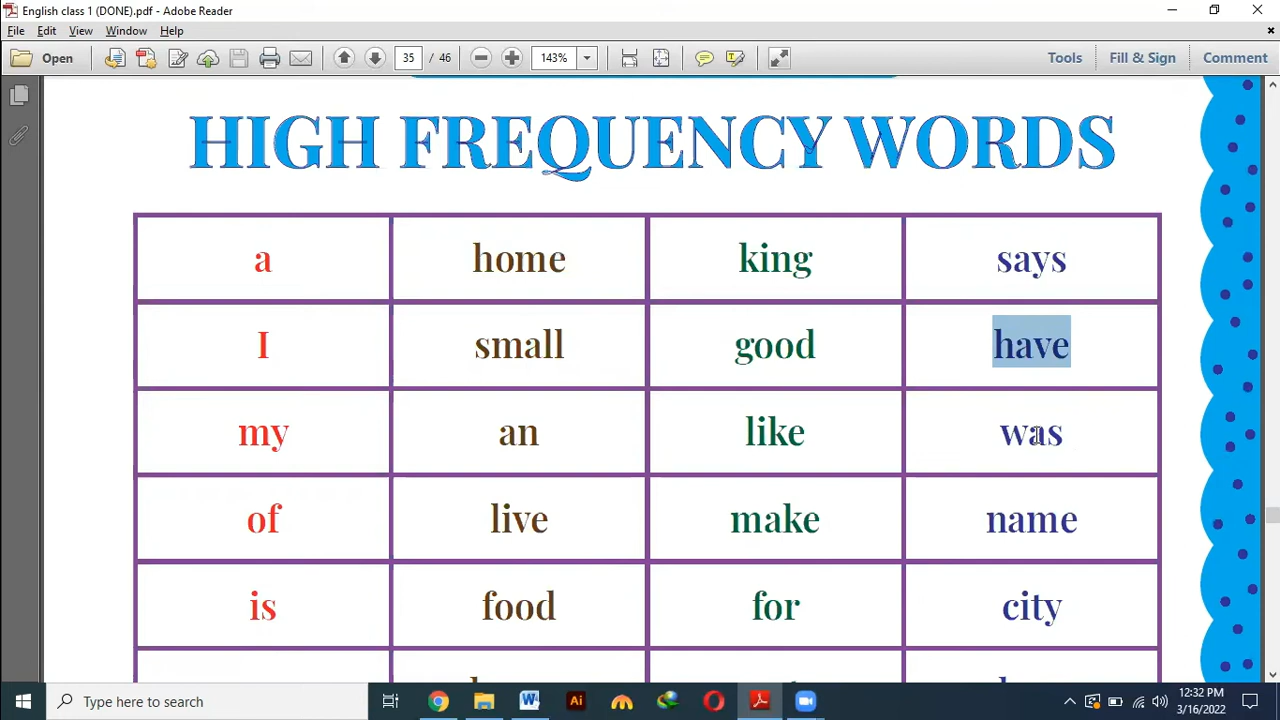 English class 1 (DONE).pdf - Adobe Reader
File Edit View Window Help
Open 35 / 46 143% Tools Fill & Sign Comment
HIGH FREQUENCY WORDS
a home king says
I small good have
my an like was
of live make name
is food for city
Type here to search
12:32 PM
3/16/2022